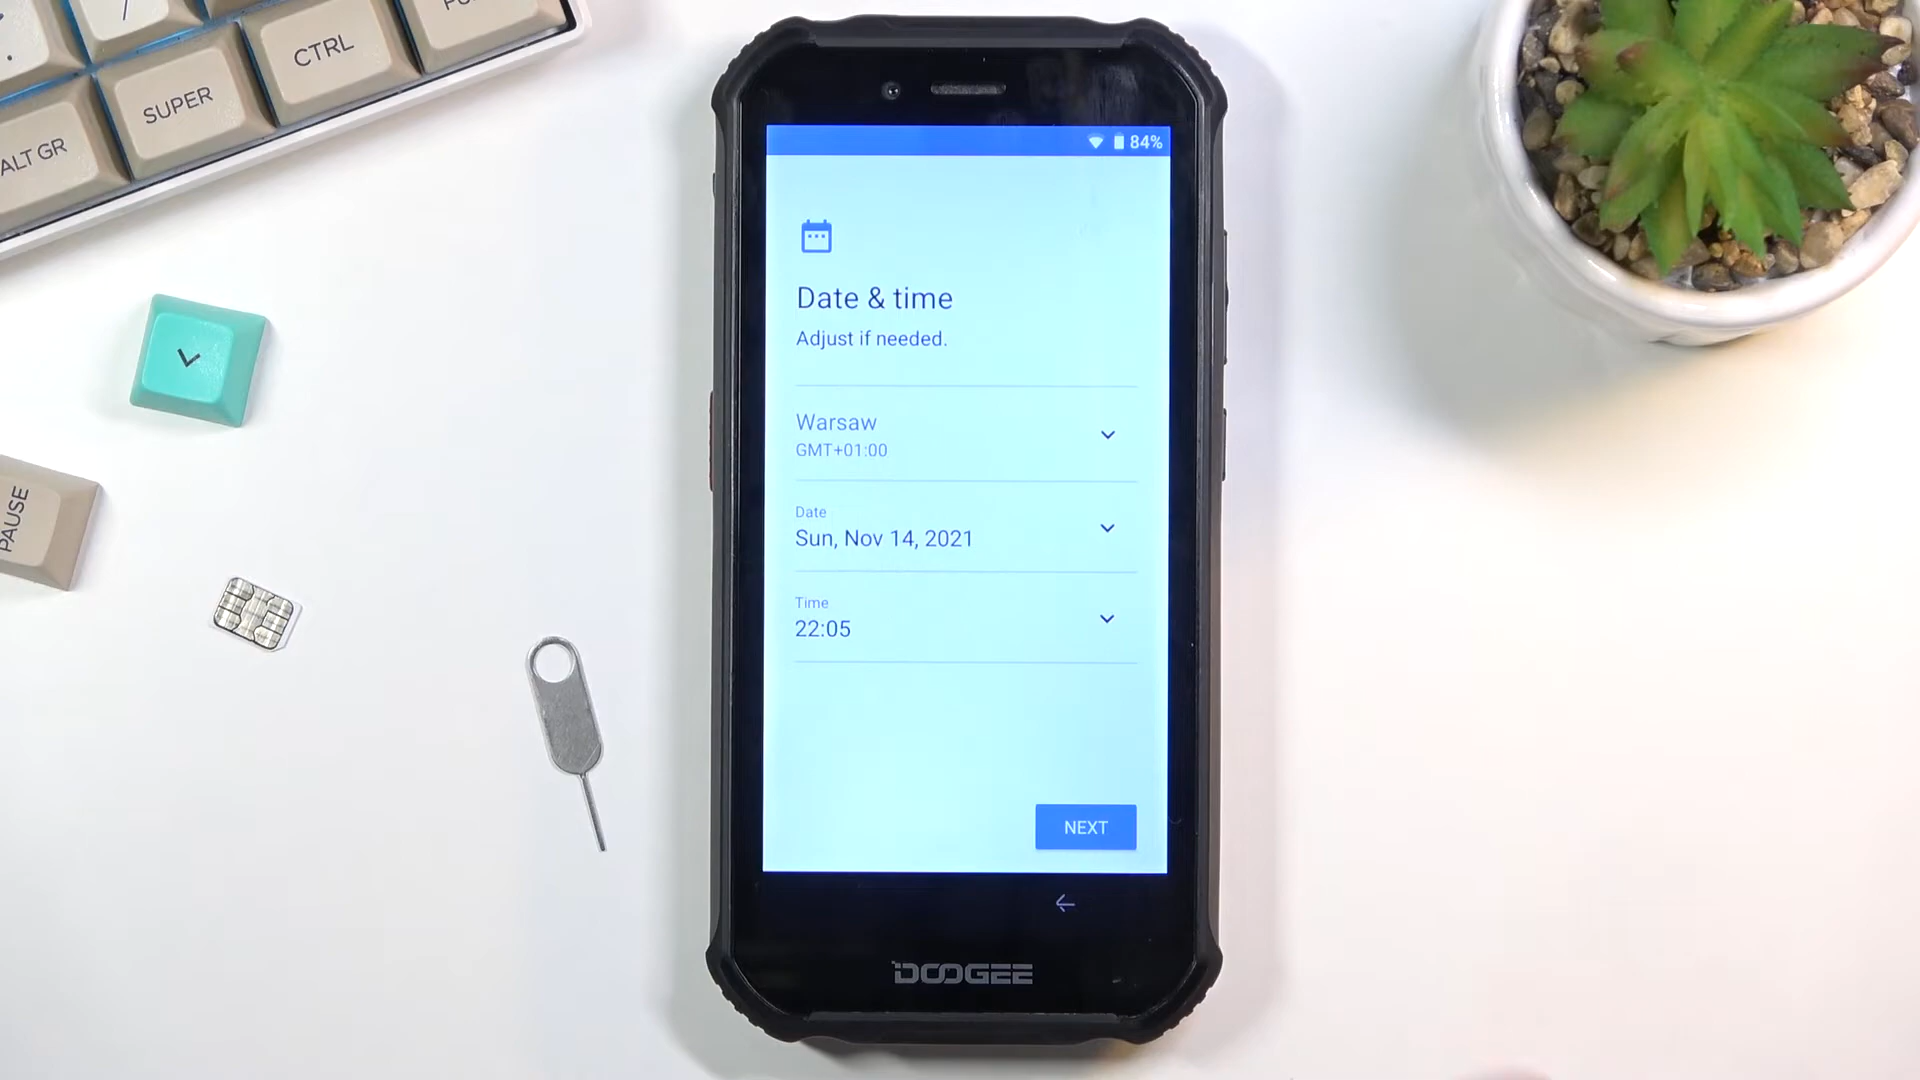 CTRL
SUPER
ALT GR
PAUSE
84%
Date & time
Adjust if needed.
Warsaw
GMT+01:00
Date
Sun, Nov 14, 2021
Time
22:05
NEXT
DOOGEE